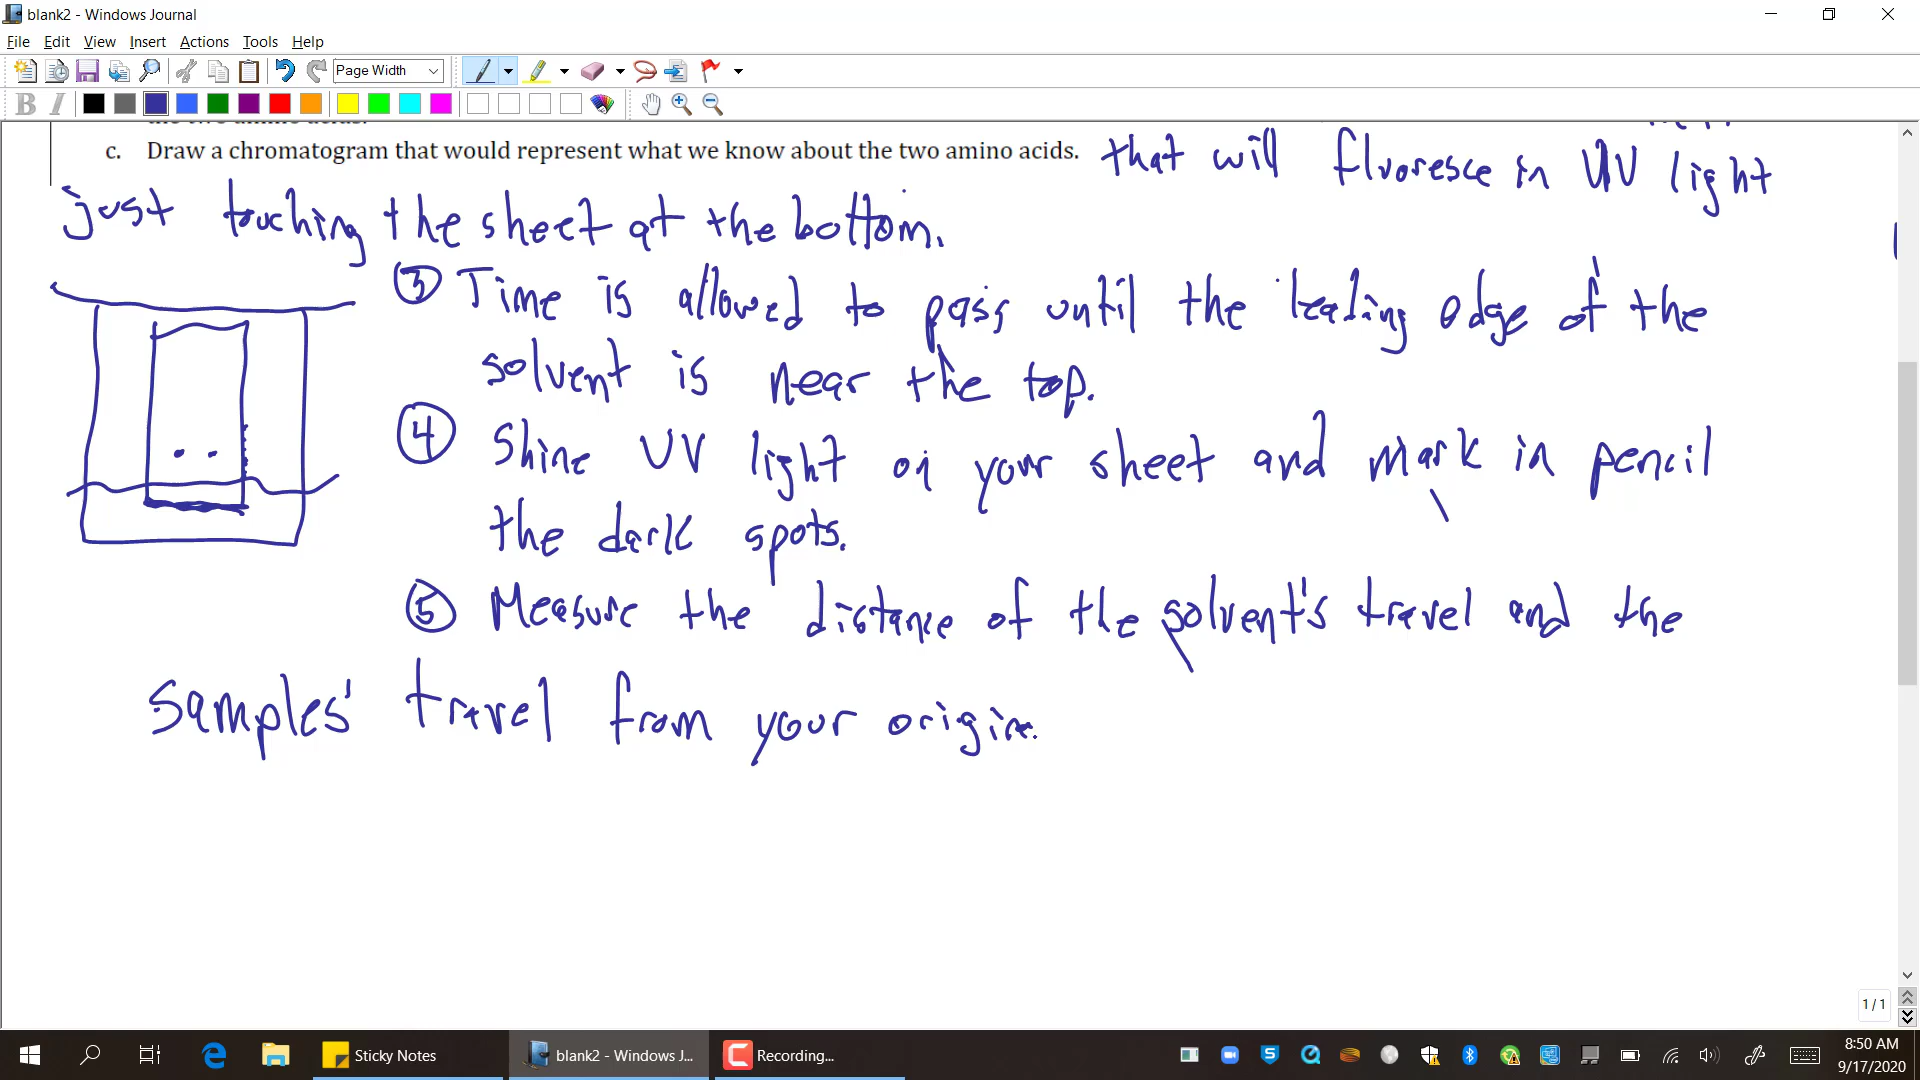 blank2 - Windows Journal
File Edit View Insert Actions Tools Help
Page Width
B I
c. Draw a chromatogram that would represent what we know about the two amino acids. that will fluoresce in UV light
just touching the sheet at the bottom.
③ Time is allowed to pass until the leading edge of the
solvent is near the top.
④ Shine UV light on your sheet and mark in pencil
the dark spots.
⑤ Measure the distance of the solvent's travel and the
samples' travel from your origin.
1 / 1
Sticky Notes
blank2 - Windows J...
Recording...
8:50 AM
9/17/2020